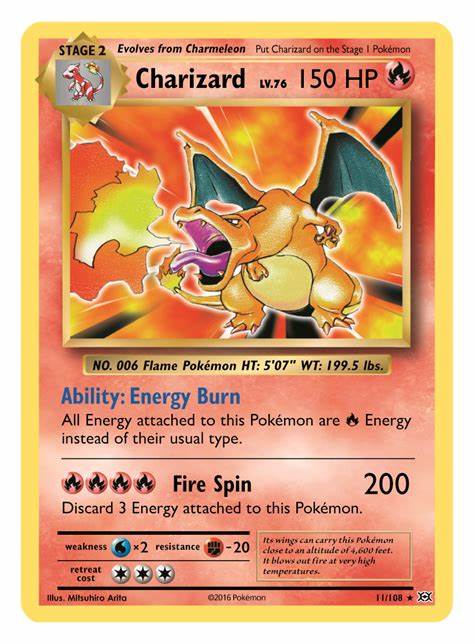 STAGE 2 Evolves from Charmeleon Put Charizard on the Stage 1 Pokémon
Charizard LV.76 150 HP
NO. 006 Flame Pokémon HT: 5'07" WT: 199.5 lbs.
Ability: Energy Burn
All Energy attached to this Pokémon are Energy
instead of their usual type.
Fire Spin 200
Discard 3 Energy attached to this Pokémon.
weakness ×2 resistance -20
retreat
cost
Its wings can carry this Pokémon
close to an altitude of 4,600 feet.
It blows out fire at very high
temperatures.
Illus. Mitsuhiro Arita ©2016 Pokémon 11/108 ★